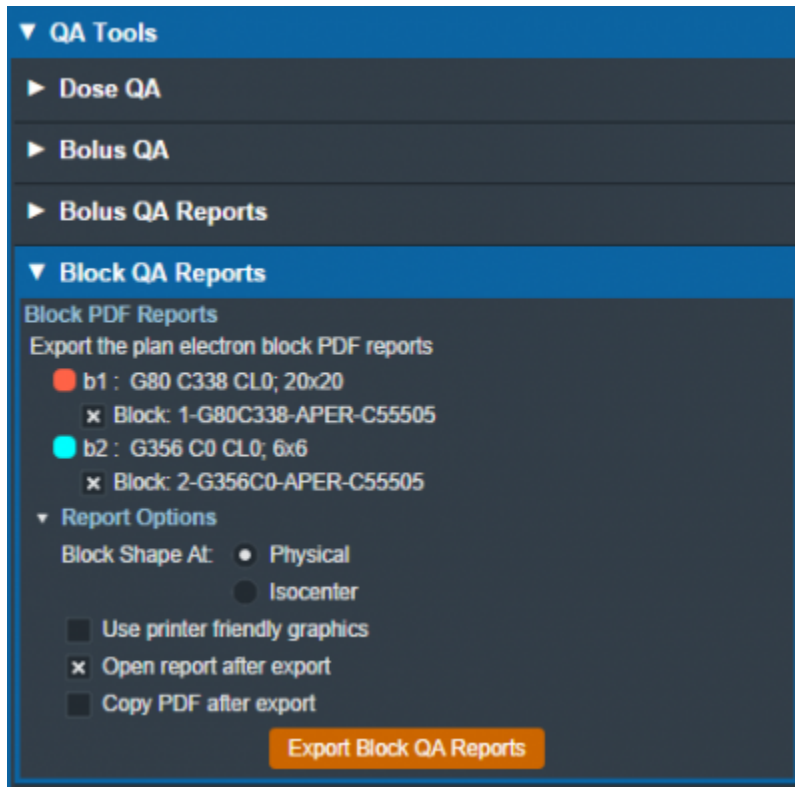 QA Tools
Dose QA
Bolus QA
Bolus QA Reports
Block QA Reports
Block PDF Reports
Export the plan electron block PDF reports
b1 : G80 C338 CL0; 20x20
Block: 1-G80C338-APER-C55505
b2 : G356 C0 CL0; 6x6
Block: 2-G356C0-APER-C55505
Report Options
Block Shape At: Physical
Isocenter
Use printer friendly graphics
Open report after export
Copy PDF after export
Export Block QA Reports